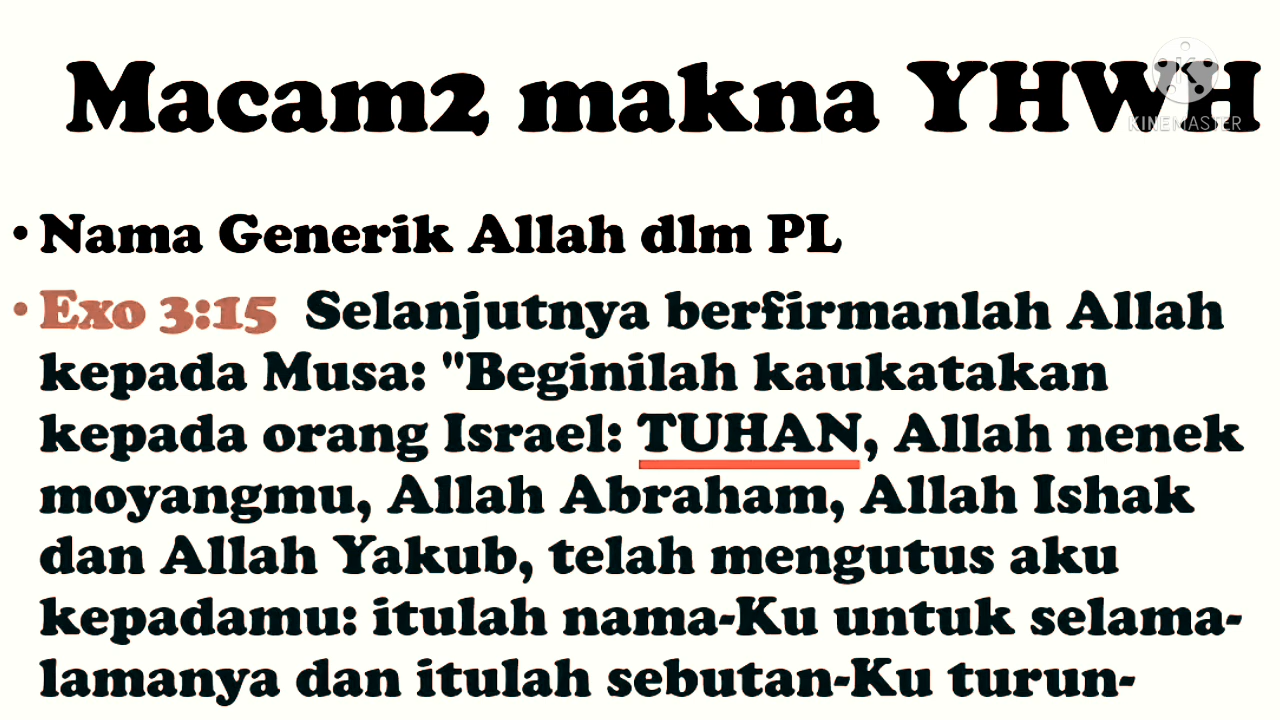 Macam2 makna YHWH
KINEMASTER
• Nama Generik Allah dlm PL
• Exo 3:15 Selanjutnya berfirmanlah Allah
kepada Musa: "Beginilah kaukatakan
kepada orang Israel: TUHAN, Allah nenek
moyangmu, Allah Abraham, Allah Ishak
dan Allah Yakub, telah mengutus aku
kepadamu: itulah nama-Ku untuk selama-
lamanya dan itulah sebutan-Ku turun-